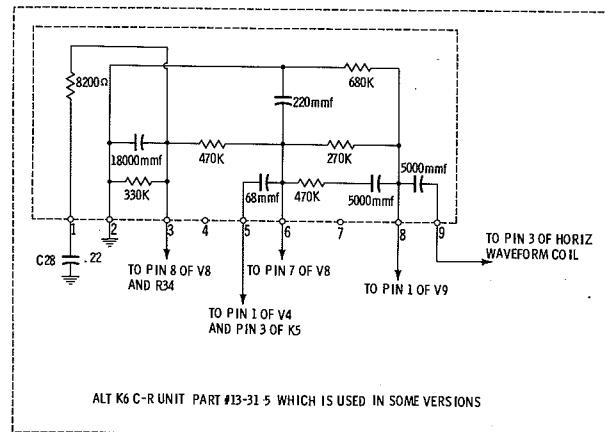 8200Ω
680K
220mmf
18000mmf
470K
270K
5000mmf
330K
68mmf
470K
5000mmf
1 2 3 4 5 6 7 8 9
C28 .22
TO PIN 8 OF V8
AND R34
TO PIN 7 OF V8
TO PIN 1 OF V9
TO PIN 3 OF HORIZ
WAVEFORM COIL
TO PIN 1 OF V4
AND PIN 3 OF K5
ALT K6 C-R UNIT PART #13-31 5 WHICH IS USED IN SOME VERSIONS